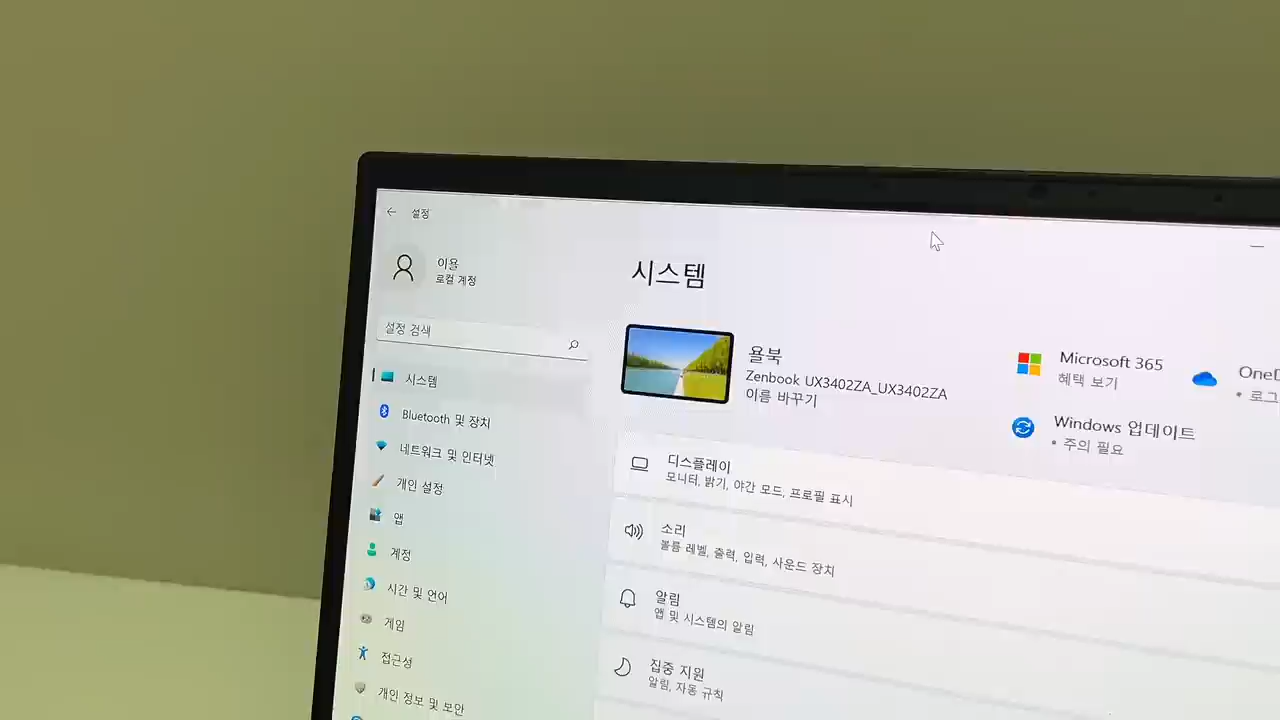 설정
이욜
로컬 계정
설정 검색
시스템
Bluetooth 및 장치
네트워크 및 인터넷
개인 설정
앱
계정
시간 및 언어
게임
접근성
개인 정보 및 보안
시스템
욜북
Zenbook UX3402ZA_UX3402ZA
이름 바꾸기
Microsoft 365
혜택 보기
• 로그
Windows 업데이트
• 주의 필요
디스플레이
모니터, 밝기, 야간 모드, 프로필 표시
소리
볼륨 레벨, 출력, 입력, 사운드 장치
알림
앱 및 시스템의 알림
집중 지원
알림, 자동 규칙